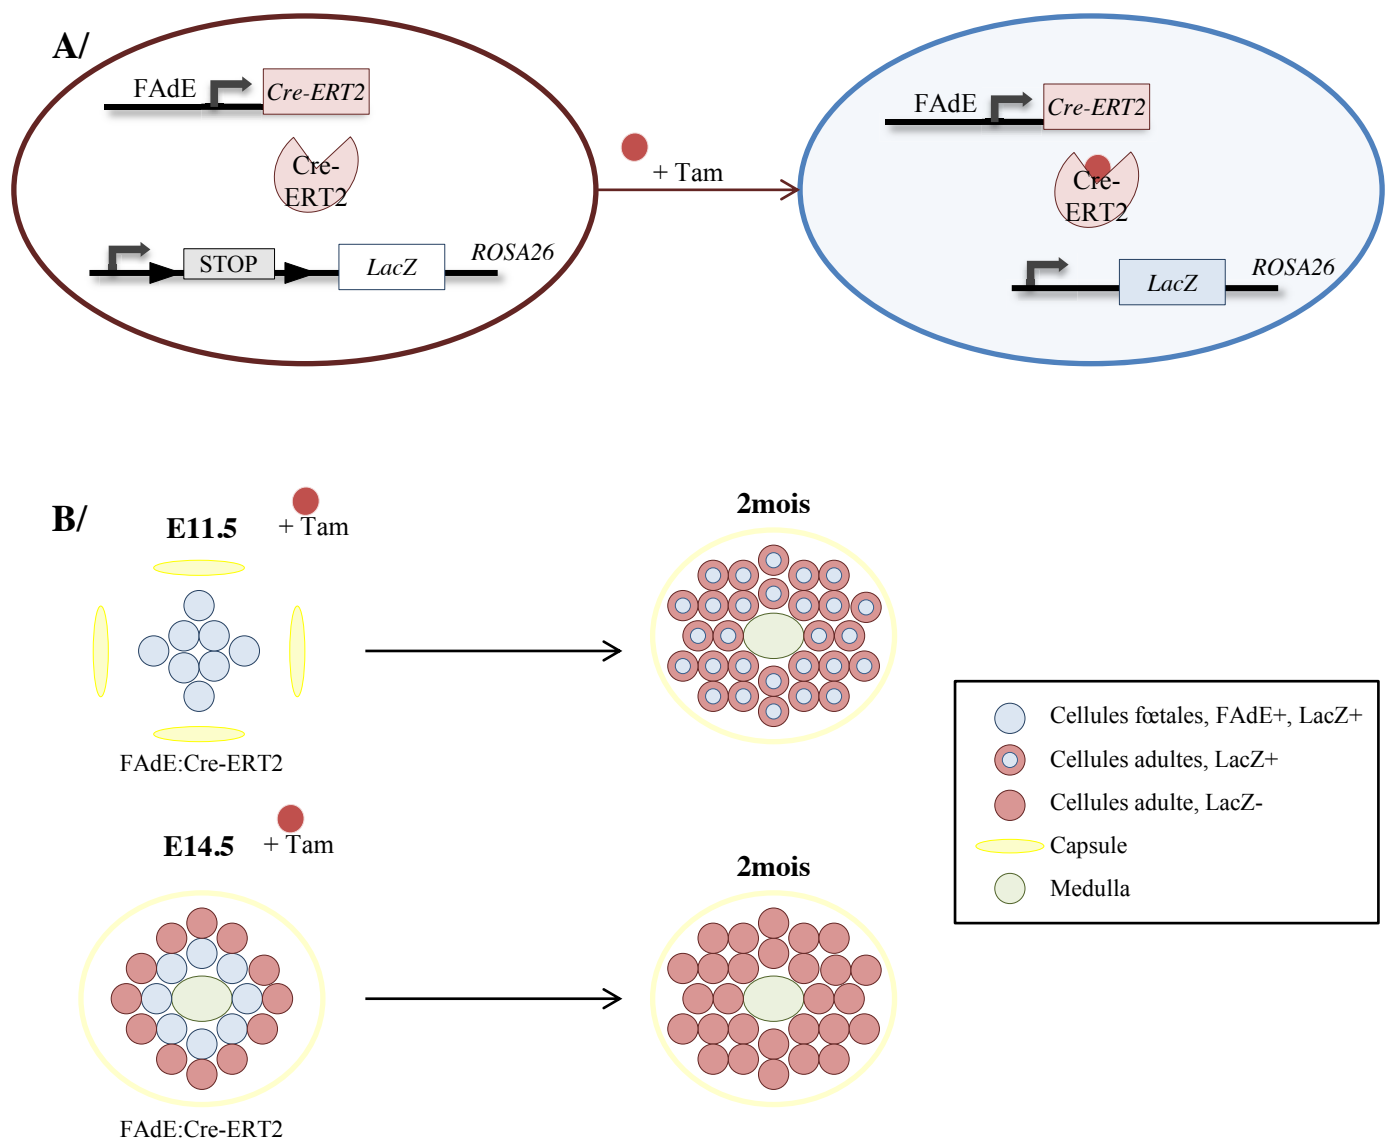 A/
FAdE
Cre-ERT2
Cre-
ERT2
STOP
LacZ
ROSA26
+ Tam
FAdE
Cre-ERT2
Cre-
ERT2
LacZ
ROSA26
B/
E11.5
+ Tam
2mois
FAdE:Cre-ERT2
E14.5
+ Tam
2mois
FAdE:Cre-ERT2
Cellules fœtales, FAdE+, LacZ+
Cellules adultes, LacZ+
Cellules adulte, LacZ-
Capsule
Medulla